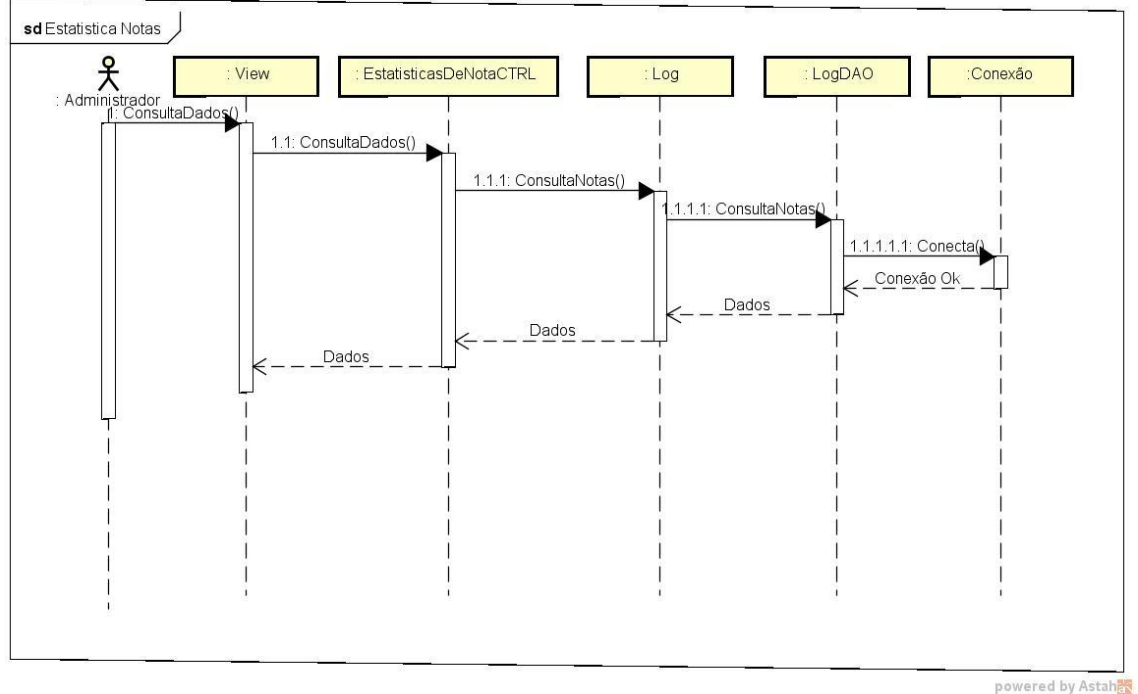 sd Estatistica Notas
: Administrador
: View
: EstatisticasDeNotaCTRL
: Log
: LogDAO
:Conexão
1: ConsultaDados()
1.1: ConsultaDados()
1.1.1: ConsultaNotas()
1.1.1.1: ConsultaNotas()
1.1.1.1.1: Conecta()
Conexão Ok
Dados
Dados
Dados
powered by Astah